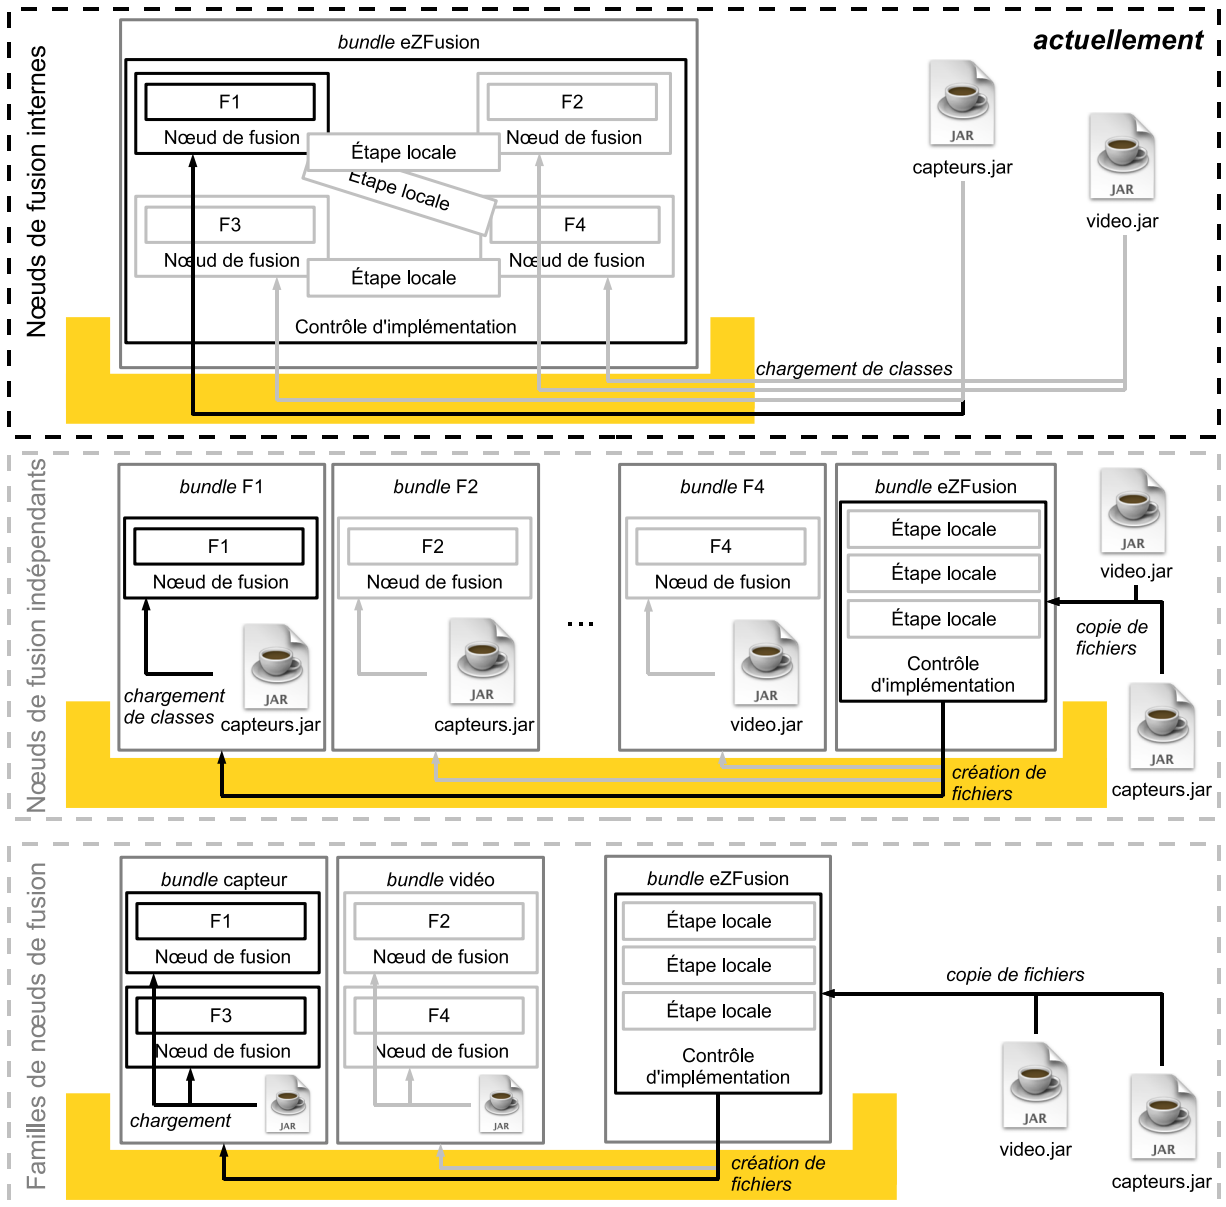 Nœuds de fusion internes
actuellement
bundle eZFusion
F1
Nœud de fusion
F2
Nœud de fusion
Étape locale
Étape locale
F3
Nœud de fusion
F4
Nœud de fusion
Étape locale
Contrôle d'implémentation
JAR
capteurs.jar
JAR
video.jar
chargement de classes
Nœuds de fusion indépendants
bundle F1
F1
Nœud de fusion
chargement
de classes
JAR
capteurs.jar
bundle F2
F2
Nœud de fusion
JAR
capteurs.jar
...
bundle F4
F4
Nœud de fusion
JAR
video.jar
bundle eZFusion
Étape locale
Étape locale
Étape locale
Contrôle
d'implémentation
JAR
video.jar
copie de
fichiers
JAR
capteurs.jar
création de
fichiers
Familles de nœuds de fusion
bundle capteur
F1
Nœud de fusion
F3
Nœud de fusion
chargement
JAR
bundle vidéo
F2
Nœud de fusion
F4
Nœud de fusion
JAR
bundle eZFusion
Étape locale
Étape locale
Étape locale
Contrôle
d'implémentation
copie de fichiers
JAR
video.jar
JAR
capteurs.jar
création de
fichiers